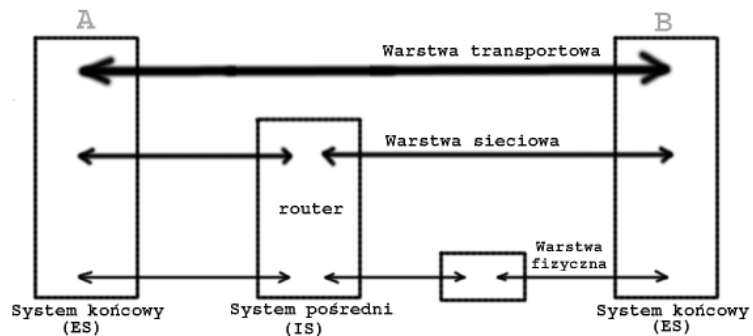 A
B
Warstwa transportowa
Warstwa sieciowa
router
Warstwa
fizyczna
System końcowy
(ES)
System pośredni
(IS)
System końcowy
(ES)